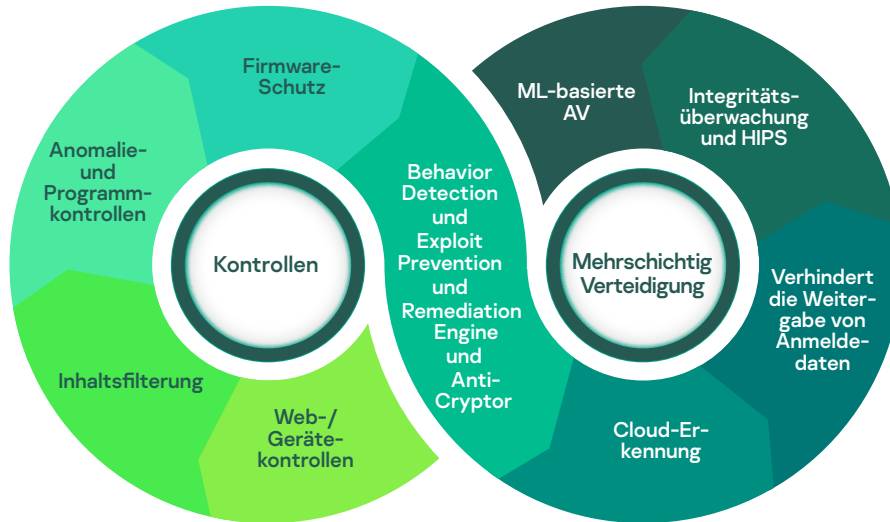 Firmware-
Schutz
Anomalie-
und
Programm-
kontrollen
Kontrollen
Inhaltsfilterung
Web-/
Geräte-
kontrollen
Behavior
Detection
und
Exploit
Prevention
und
Remediation
Engine
und
Anti-
Cryptor
ML-basierte
AV
Integritäts-
überwachung
und HIPS
Mehrschichtig
Verteidigung
Verhindert
die Weiter-
gabe von
Anmelde-
daten
Cloud-Er-
kennung